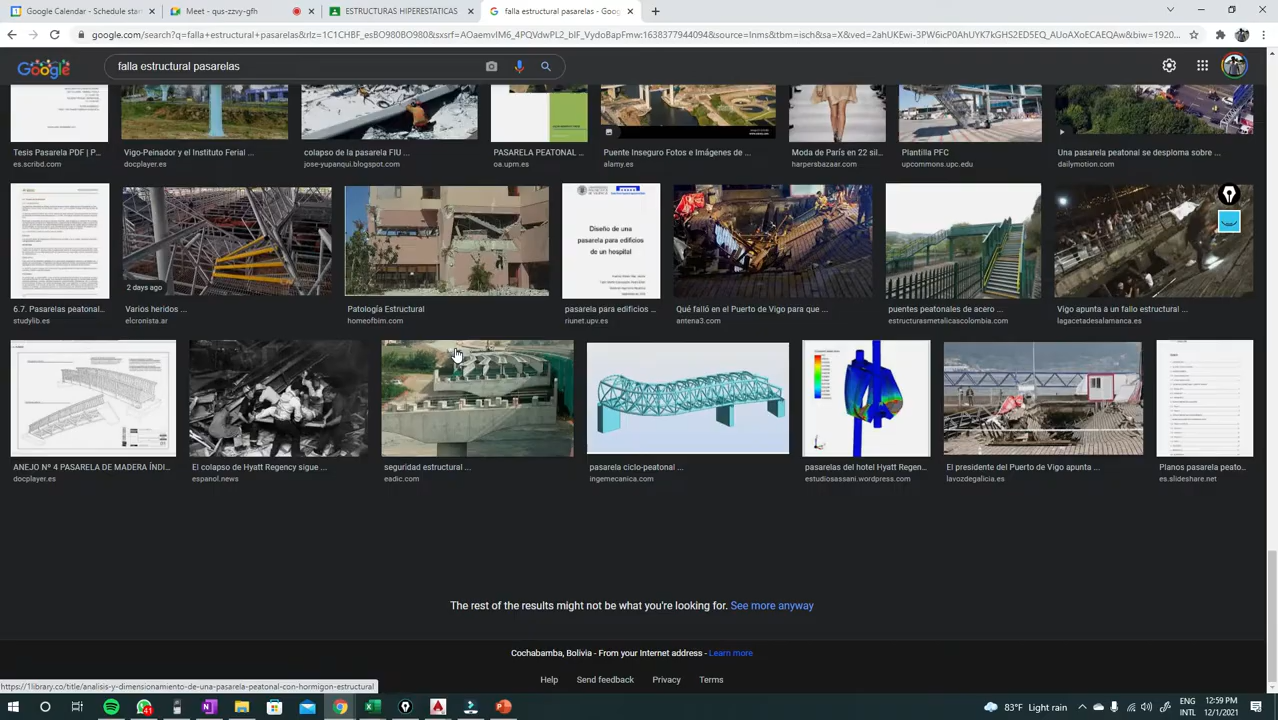 Google Calendar - Schedule start
Meet - qus-zzvy-gfh
ESTRUCTURAS HIPERESTATICAS
falla estructural pasarelas - Goog
google.com/search?q=falla+estructural+pasarelas&rlz=1C1CHBF_esBO980BO980&sxsrf=AOaemvIM6_4PQVdwPL2_bIF_VydoBapFmw:1638377944094&source=lnms&tbm=isch&sa=X&ved=2ahUKEwi-3PW6icP0AhUYK7kGHS2ED5EQ_AUoAXoECAEQAw&biw=1920...
Google
falla estructural pasarelas
Tesis Pasarela PDF | P...
es.scribd.com
Vigo-Peinador y el Instituto Ferial ...
docplayer.es
colapso de la pasarela FIU ...
jose-yupanqui.blogspot.com
PASARELA PEATONAL ...
oa.upm.es
Puente Inseguro Fotos e Imágenes de ...
alamy.es
Moda de París en 22 sil...
harpersbazaar.com
Plantilla PFC
upcommons.upc.edu
Una pasarela peatonal se desploma sobre ...
dailymotion.com
2 days ago
Diseño de una
pasarela para edificios
de un hospital
6.7. Pasarelas peatonal...
studylib.es
Varios heridos ...
elcronista.ar
Patología Estructural
homeofbim.com
pasarela para edificios ...
riunet.upv.es
Qué falló en el Puerto de Vigo para que ...
antena3.com
puentes peatonales de acero ...
estructurasmetalicascolombia.com
Vigo apunta a un fallo estructural ...
lagacetadesalamanca.es
ANEJO Nº 4 PASARELA DE MADERA ÍNDI...
docplayer.es
El colapso de Hyatt Regency sigue ...
espanol.news
seguridad estructural ...
eadic.com
pasarela ciclo-peatonal ...
ingemecanica.com
pasarelas del hotel Hyatt Regen...
estudiosassani.wordpress.com
El presidente del Puerto de Vigo apunta ...
lavozdegalicia.es
Planos pasarela peato...
es.slideshare.net
The rest of the results might not be what you're looking for. See more anyway
Cochabamba, Bolivia - From your Internet address - Learn more
Help Send feedback Privacy Terms
https://1library.co/title/analisis-y-dimensionamiento-de-una-pasarela-peatonal-con-hormigon-estructural
41
83°F Light rain
ENG
INTL
12:59 PM
12/1/2021